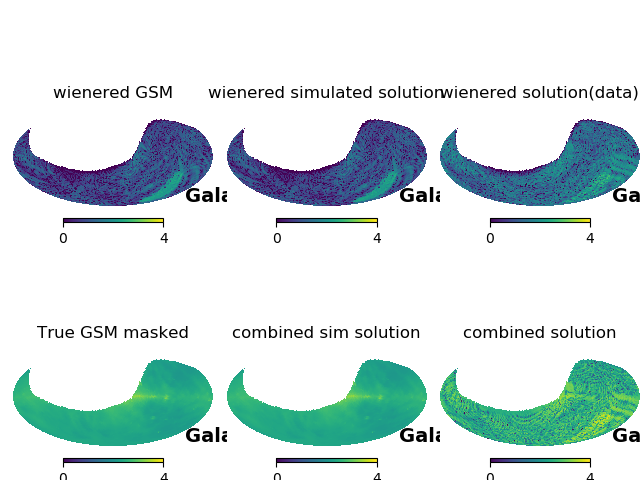 wienered GSM
wienered simulated solution
wienered solution(data)
Gala
Gala
Ga
0 4
0 4
0 4
True GSM masked
combined sim solution
combined solution
Gala
Gala
Ga
0 4
0 4
0 4